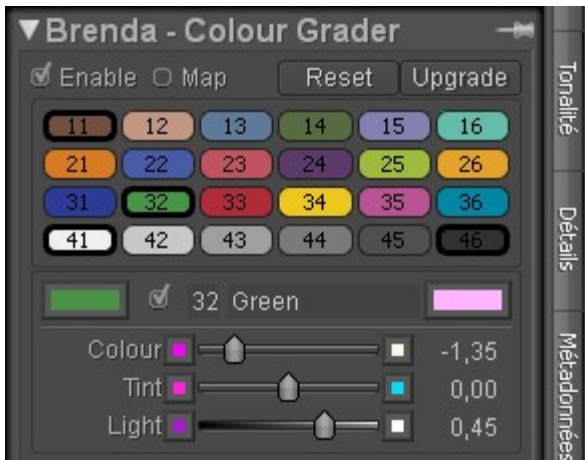 Brenda - Colour Grader
Enable Map Reset Upgrade
11 12 13 14 15 16
21 22 23 24 25 26
31 32 33 34 35 36
41 42 43 44 45 46
32 Green
Colour -1,35
Tint 0,00
Light 0,45
Tonalité
Détails
Métadonnées